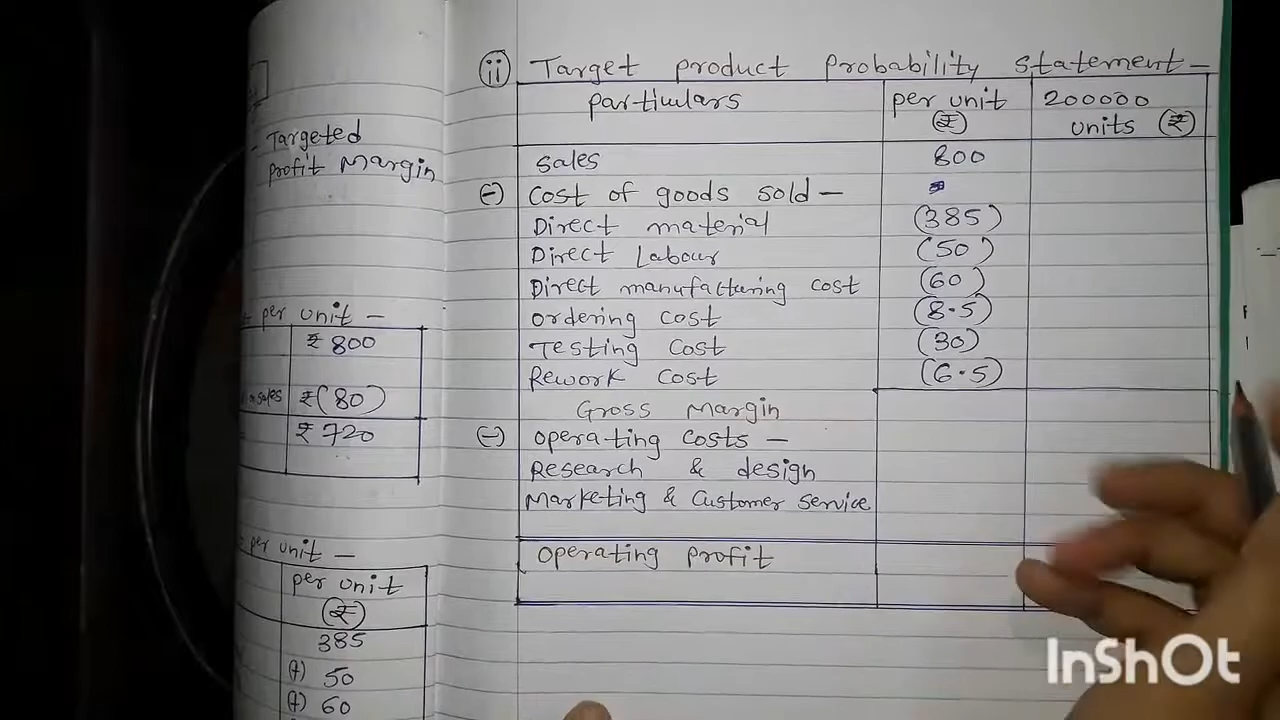 Targeted
Profit Margin
per unit -
₹ 800
sales ₹(80)
₹ 720
per unit -
per unit
(₹)
385
(+) 50
(+) 60
(ii) Target product probability statement -
particulars per unit (₹) 200000 units (₹)
Sales 800
(-) Cost of goods sold -
Direct material (385)
Direct Labour (50)
Direct manufacturing cost (60)
Ordering cost (8.5)
Testing Cost (30)
Rework Cost (6.5)
Gross Margin
(-) Operating Costs -
Research & design
Marketing & Customer service
Operating Profit
InShOt